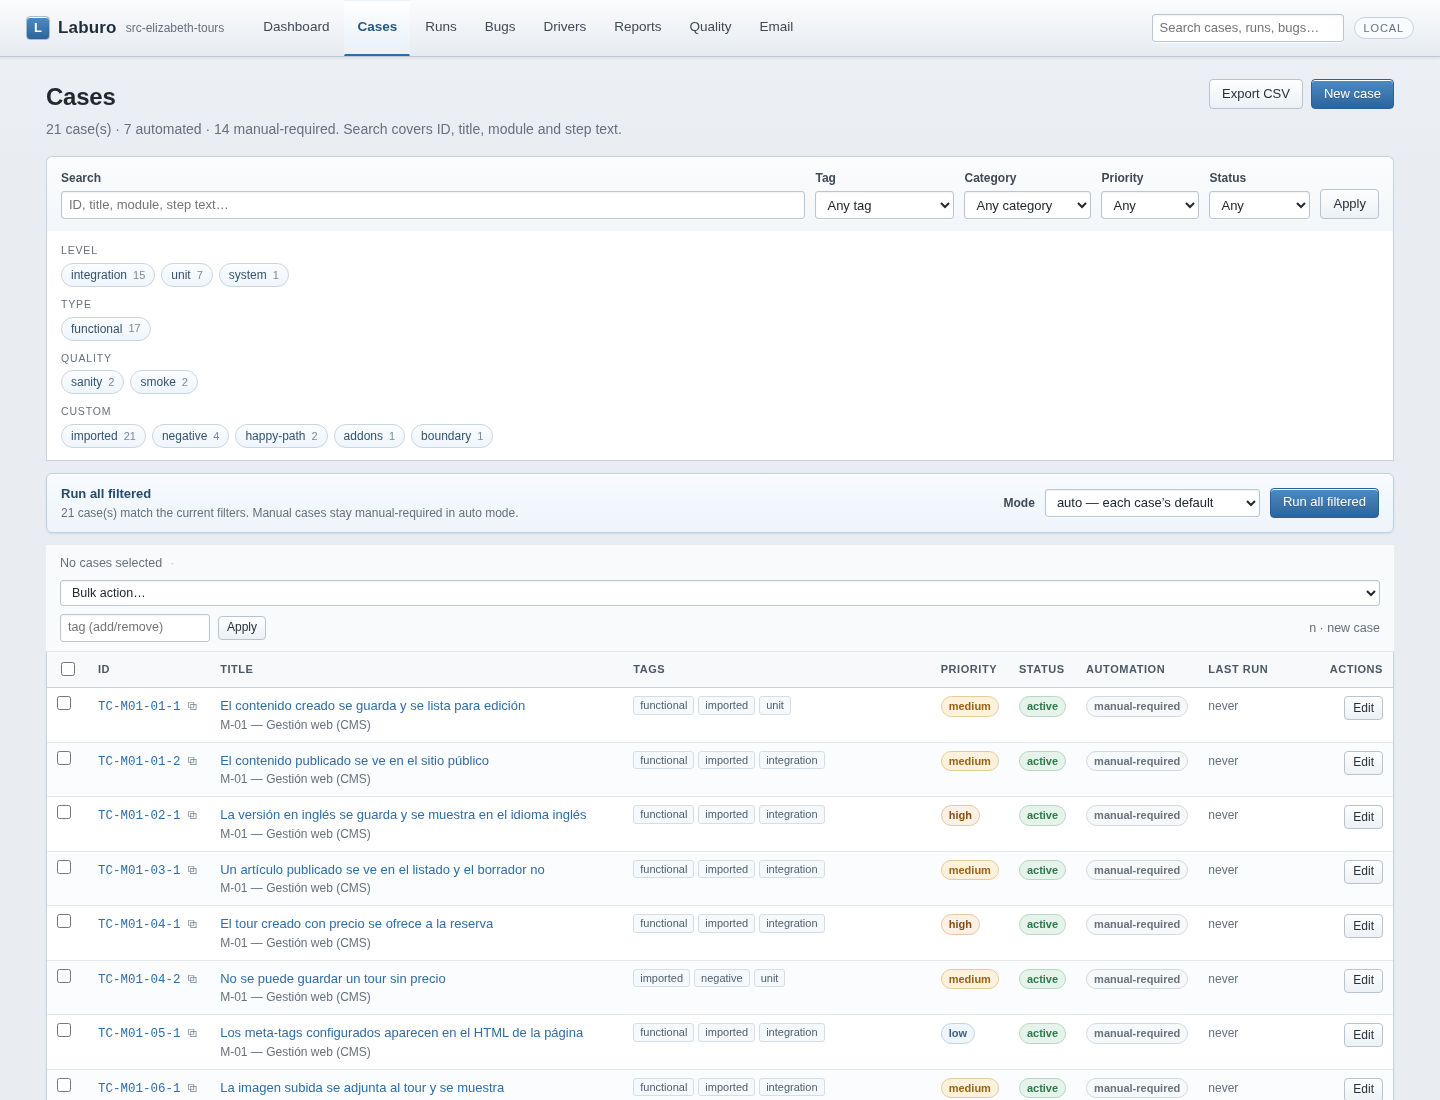 L Laburo src-elizabeth-tours Dashboard Cases Runs Bugs Drivers Reports Quality Email Search cases, runs, bugs… LOCAL
Cases Export CSV New case
21 case(s) · 7 automated · 14 manual-required. Search covers ID, title, module and step text.
Search Tag Category Priority Status
ID, title, module, step text… Any tag Any category Any Any Apply
LEVEL
integration 15 unit 7 system 1
TYPE
functional 17
QUALITY
sanity 2 smoke 2
CUSTOM
imported 21 negative 4 happy-path 2 addons 1 boundary 1
Run all filtered
21 case(s) match the current filters. Manual cases stay manual-required in auto mode.
Mode auto — each case's default Run all filtered
No cases selected ·
Bulk action…
tag (add/remove) Apply n · new case
ID TITLE TAGS PRIORITY STATUS AUTOMATION LAST RUN ACTIONS
TC-M01-01-1 El contenido creado se guarda y se lista para edición functional imported unit medium active manual-required never Edit
M-01 — Gestión web (CMS)
TC-M01-01-2 El contenido publicado se ve en el sitio público functional imported integration medium active manual-required never Edit
M-01 — Gestión web (CMS)
TC-M01-02-1 La versión en inglés se guarda y se muestra en el idioma inglés functional imported integration high active manual-required never Edit
M-01 — Gestión web (CMS)
TC-M01-03-1 Un artículo publicado se ve en el listado y el borrador no functional imported integration medium active manual-required never Edit
M-01 — Gestión web (CMS)
TC-M01-04-1 El tour creado con precio se ofrece a la reserva functional imported integration high active manual-required never Edit
M-01 — Gestión web (CMS)
TC-M01-04-2 No se puede guardar un tour sin precio imported negative unit medium active manual-required never Edit
M-01 — Gestión web (CMS)
TC-M01-05-1 Los meta-tags configurados aparecen en el HTML de la página functional imported integration low active manual-required never Edit
M-01 — Gestión web (CMS)
TC-M01-06-1 La imagen subida se adjunta al tour y se muestra functional imported integration medium active manual-required never Edit